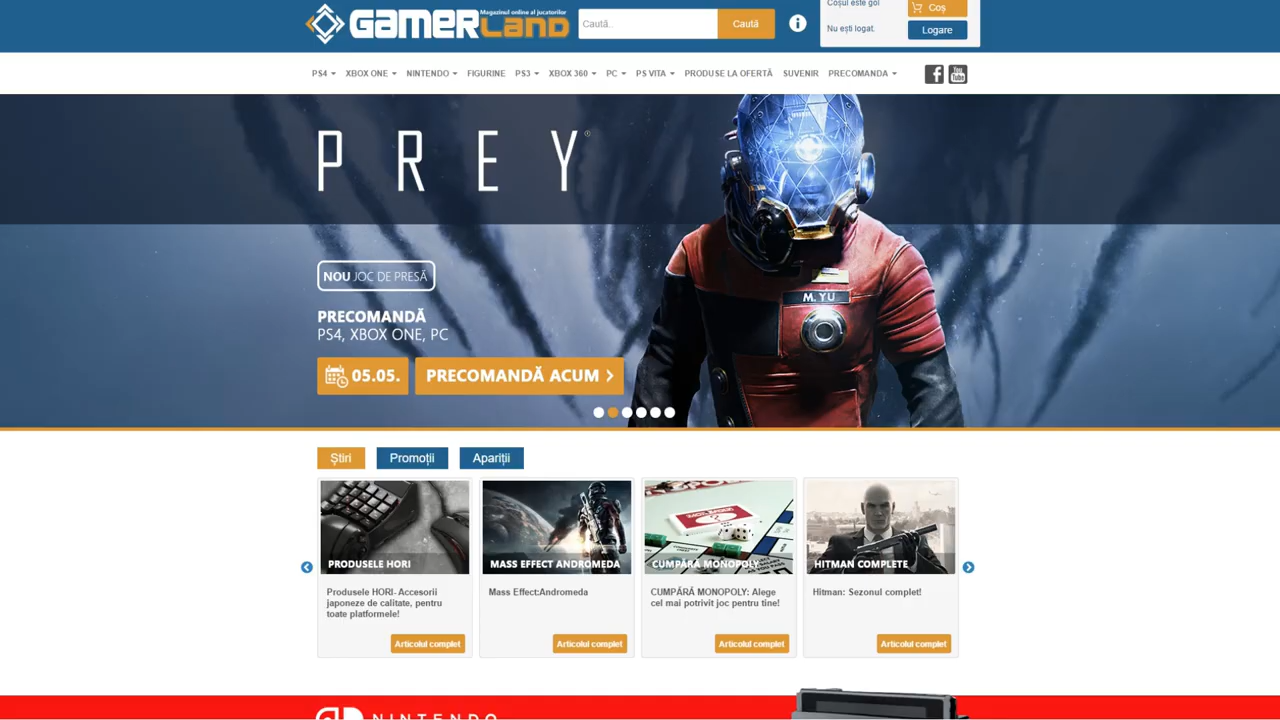 Coșul este gol
Coș
Magazinul online al jucatorilor
GAMERLAND
Caută..
Caută
Nu ești logat.
Logare
PS4 XBOX ONE NINTENDO FIGURINE PS3 XBOX 360 PC PS VITA PRODUSE LA OFERTĂ SUVENIR PRECOMANDA
You Tube
PREY®
NOU JOC DE PRESĂ
M. YU
PRECOMANDĂ
PS4, XBOX ONE, PC
05.05. PRECOMANDĂ ACUM
Știri Promoții Apariții
PRODUSELE HORI
Produsele HORI- Accesorii
japoneze de calitate, pentru
toate platformele!
Articolul complet
MASS EFFECT ANDROMEDA
Mass Effect:Andromeda
Articolul complet
CUMPĂRĂ MONOPOLY
CUMPĂRĂ MONOPOLY: Alege
cel mai potrivit joc pentru tine!
Articolul complet
HITMAN COMPLETE
Hitman: Sezonul complet!
Articolul complet
NINTENDO